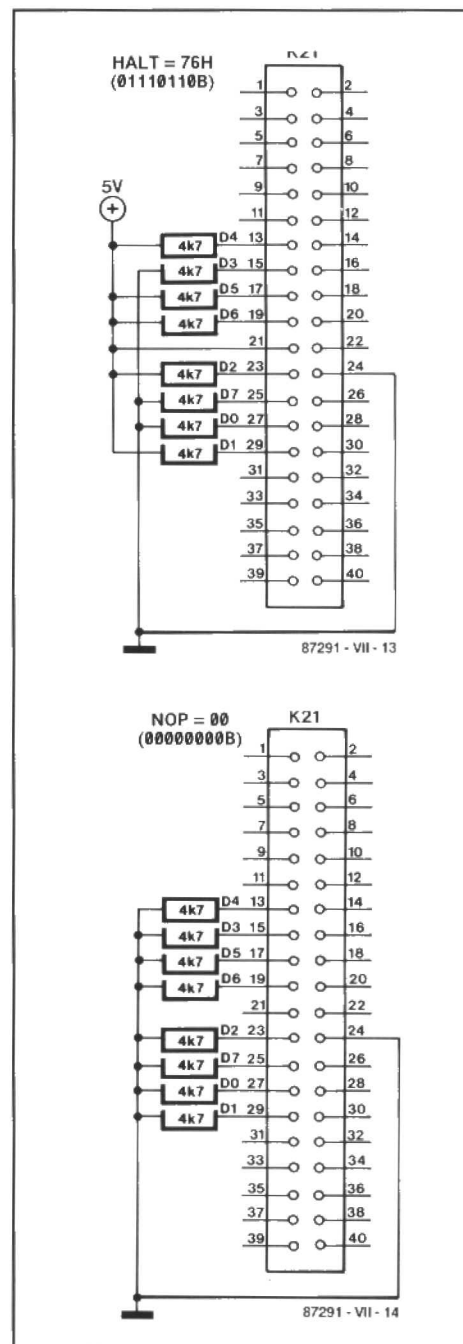 HALT = 76H
(01110110B)
K21
1 2
3 4
5 6
7 8
9 10
11 12
5V
+
4k7 D4 13 14
4k7 D3 15 16
4k7 D5 17 18
4k7 D6 19 20
21 22
4k7 D2 23 24
4k7 D7 25 26
4k7 D0 27 28
4k7 D1 29 30
31 32
33 34
35 36
37 38
39 40
87291 - VII - 13
NOP = 00
(00000000B)
K21
1 2
3 4
5 6
7 8
9 10
11 12
4k7 D4 13 14
4k7 D3 15 16
4k7 D5 17 18
4k7 D6 19 20
21 22
4k7 D2 23 24
4k7 D7 25 26
4k7 D0 27 28
4k7 D1 29 30
31 32
33 34
35 36
37 38
39 40
87291 - VII - 14